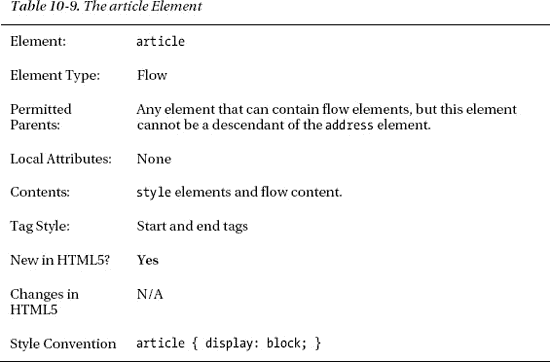 Table 10-9. The article Element
Element: article
Element Type: Flow
Permitted Any element that can contain flow elements, but this element
Parents: cannot be a descendant of the address element.
Local Attributes: None
Contents: style elements and flow content.
Tag Style: Start and end tags
New in HTML5? Yes
Changes in N/A
HTML5
Style Convention article { display: block; }